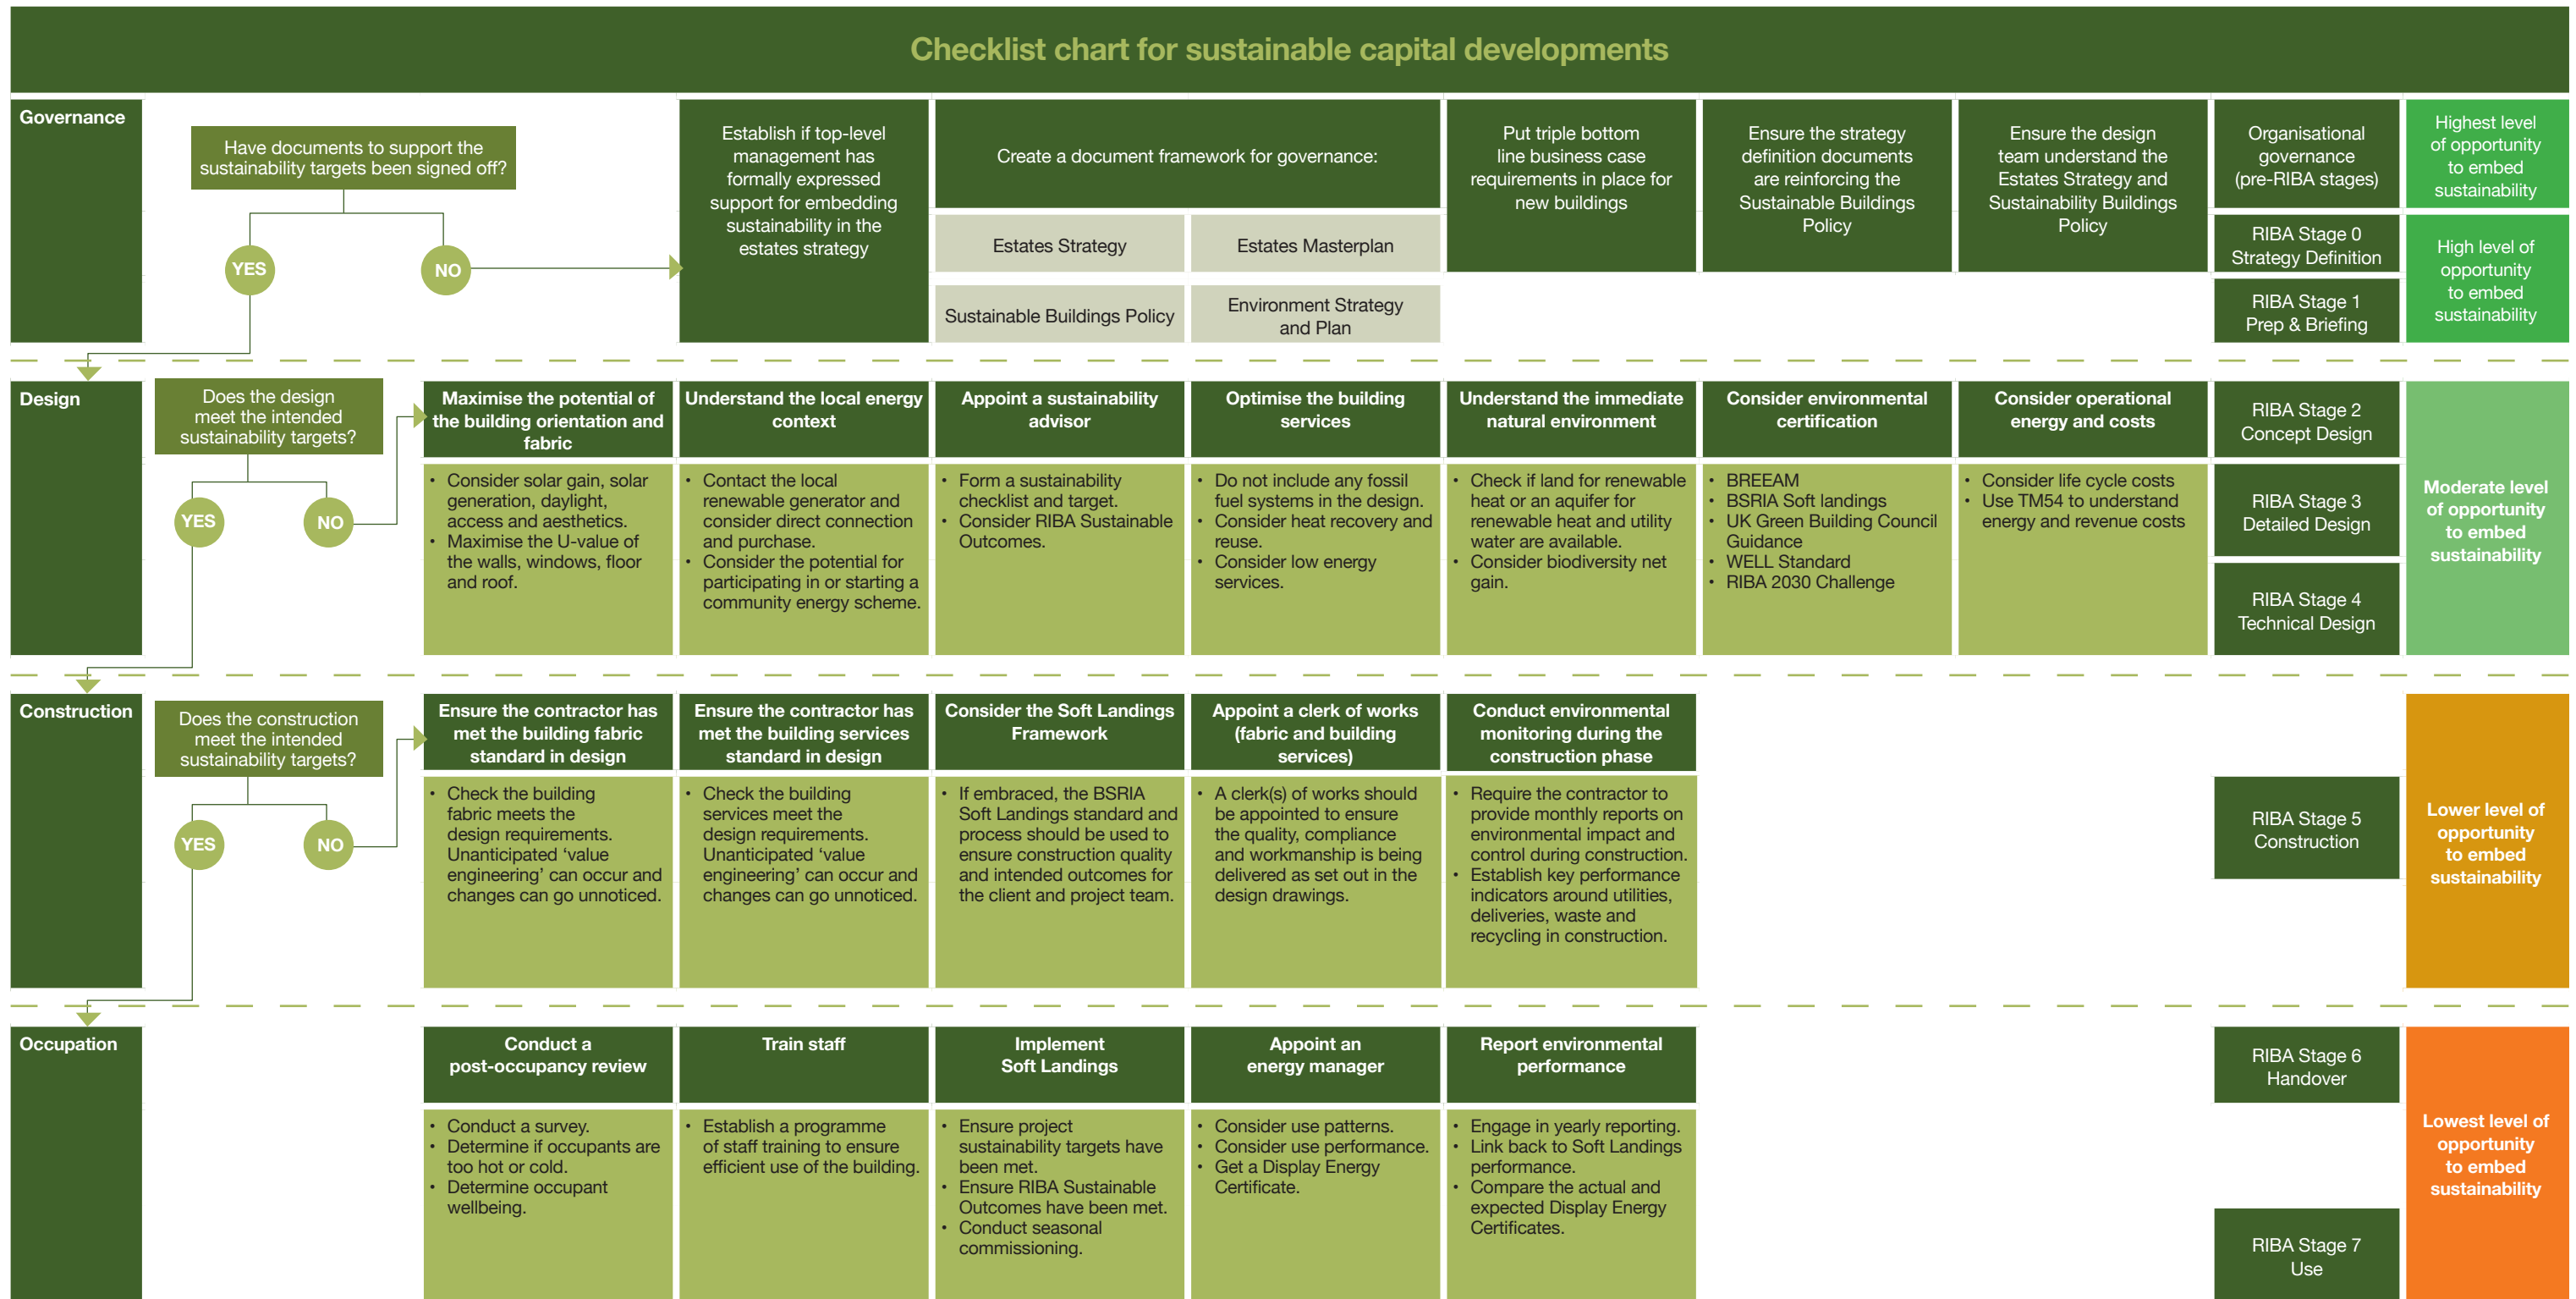 Checklist chart for sustainable capital developments
Governance
Have documents to support the
sustainability targets been signed off?
YES
NO
Establish if top-level
management has
formally expressed
support for embedding
sustainability in the
estates strategy
Create a document framework for governance:
Estates Strategy
Estates Masterplan
Sustainable Buildings Policy
Environment Strategy
and Plan
Put triple bottom
line business case
requirements in place for
new buildings
Ensure the strategy
definition documents
are reinforcing the
Sustainable Buildings
Policy
Ensure the design
team understand the
Estates Strategy and
Sustainability Buildings
Policy
Organisational
governance
(pre-RIBA stages)
RIBA Stage 0
Strategy Definition
RIBA Stage 1
Prep & Briefing
Highest level
of opportunity
to embed
sustainability
High level of
opportunity
to embed
sustainability
Design
Does the design
meet the intended
sustainability targets?
YES
NO
Maximise the potential of
the building orientation and
fabric
• Consider solar gain, solar
generation, daylight,
access and aesthetics.
• Maximise the U-value of
the walls, windows, floor
and roof.
Understand the local energy
context
• Contact the local
renewable generator and
consider direct connection
and purchase.
• Consider the potential for
participating in or starting a
community energy scheme.
Appoint a sustainability
advisor
• Form a sustainability
checklist and target.
• Consider RIBA Sustainable
Outcomes.
Optimise the building
services
• Do not include any fossil
fuel systems in the design.
• Consider heat recovery and
reuse.
• Consider low energy
services.
Understand the immediate
natural environment
• Check if land for renewable
heat or an aquifer for
renewable heat and utility
water are available.
• Consider biodiversity net
gain.
Consider environmental
certification
• BREEAM
• BSRIA Soft landings
• UK Green Building Council
Guidance
• WELL Standard
• RIBA 2030 Challenge
Consider operational
energy and costs
• Consider life cycle costs
• Use TM54 to understand
energy and revenue costs
RIBA Stage 2
Concept Design
RIBA Stage 3
Detailed Design
RIBA Stage 4
Technical Design
Moderate level
of opportunity
to embed
sustainability
Construction
Does the construction
meet the intended
sustainability targets?
YES
NO
Ensure the contractor has
met the building fabric
standard in design
• Check the building
fabric meets the
design requirements.
Unanticipated ‘value
engineering’ can occur and
changes can go unnoticed.
Ensure the contractor has
met the building services
standard in design
• Check the building
services meet the
design requirements.
Unanticipated ‘value
engineering’ can occur and
changes can go unnoticed.
Consider the Soft Landings
Framework
• If embraced, the BSRIA
Soft Landings standard and
process should be used to
ensure construction quality
and intended outcomes for
the client and project team.
Appoint a clerk of works
(fabric and building
services)
• A clerk(s) of works should
be appointed to ensure
the quality, compliance
and workmanship is being
delivered as set out in the
design drawings.
Conduct environmental
monitoring during the
construction phase
• Require the contractor to
provide monthly reports on
environmental impact and
control during construction.
• Establish key performance
indicators around utilities,
deliveries, waste and
recycling in construction.
RIBA Stage 5
Construction
Lower level of
opportunity
to embed
sustainability
Occupation
Conduct a
post-occupancy review
• Conduct a survey.
• Determine if occupants are
too hot or cold.
• Determine occupant
wellbeing.
Train staff
• Establish a programme
of staff training to ensure
efficient use of the building.
Implement
Soft Landings
• Ensure project
sustainability targets have
been met.
• Ensure RIBA Sustainable
Outcomes have been met.
• Conduct seasonal
commissioning.
Appoint an
energy manager
• Consider use patterns.
• Consider use performance.
• Get a Display Energy
Certificate.
Report environmental
performance
• Engage in yearly reporting.
• Link back to Soft Landings
performance.
• Compare the actual and
expected Display Energy
Certificates.
RIBA Stage 6
Handover
RIBA Stage 7
Use
Lowest level of
opportunity
to embed
sustainability